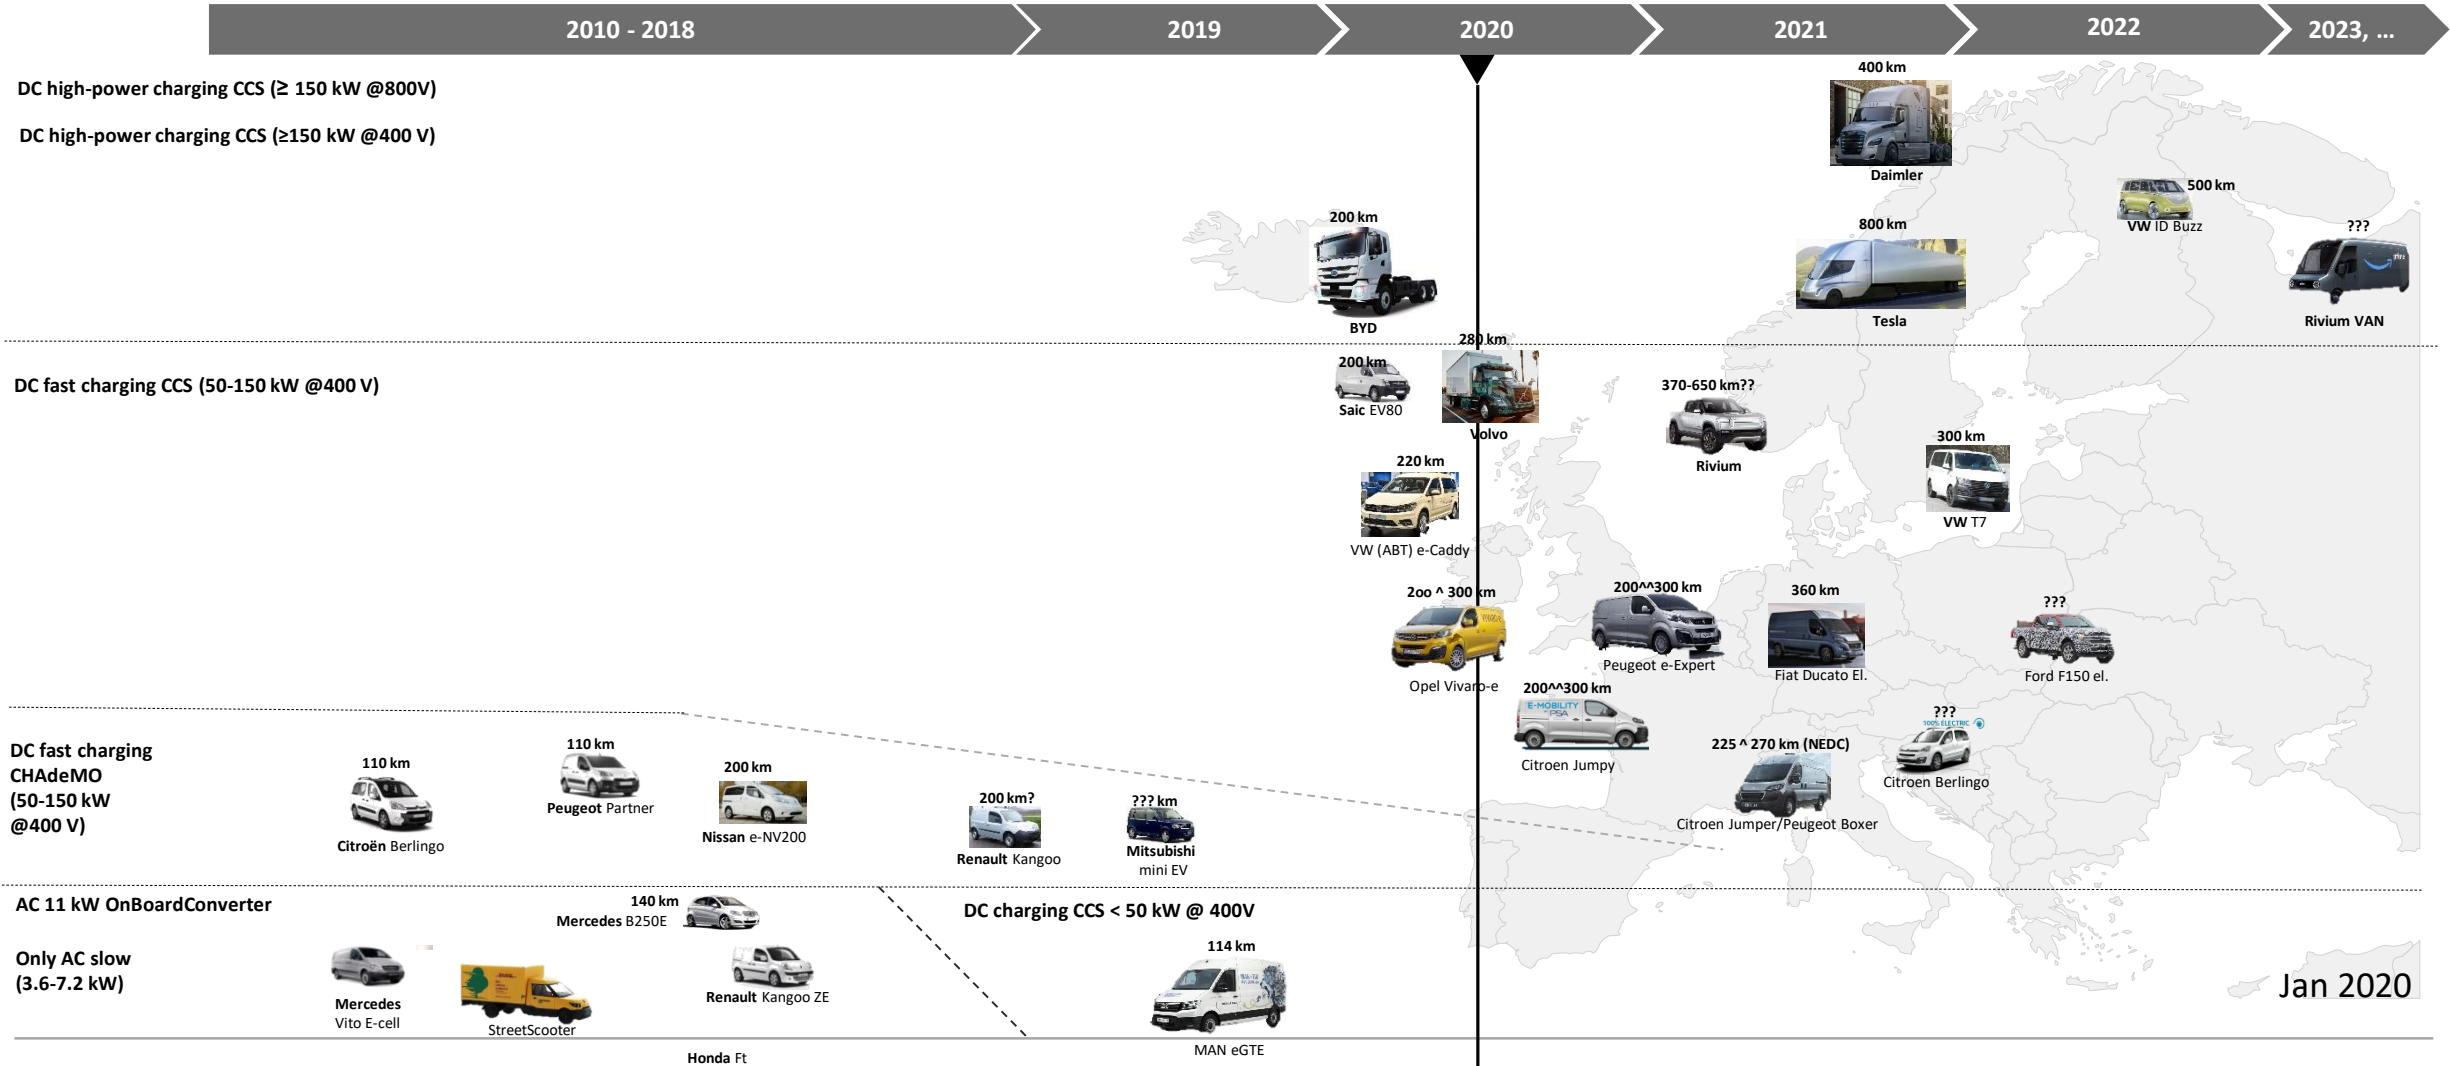 2010 - 2018
2019
2020
2021
2022
2023, ...
DC high-power charging CCS (≥ 150 kW @800V)
DC high-power charging CCS (≥150 kW @400 V)
400 km
Daimler
500 km
VW ID Buzz
200 km
BYD
800 km
Tesla
???
Rivium VAN
DC fast charging CCS (50-150 kW @400 V)
200 km
Saic EV80
280 km
Volvo
370-650 km??
Rivium
300 km
VW T7
220 km
VW (ABT) e-Caddy
2oo ^ 300 km
VIVARO-e
Opel Vivaro-e
200^^300 km
Peugeot e-Expert
360 km
Fiat Ducato El.
???
Ford F150 el.
200^^300 km
E-MOBILITY
PSA
Citroen Jumpy
225 ^ 270 km (NEDC)
Citroen Jumper/Peugeot Boxer
???
100% ELECTRIC
Citroen Berlingo
DC fast charging
CHAdeMO
(50-150 kW
@400 V)
110 km
Citroën Berlingo
110 km
Peugeot Partner
200 km
Nissan e-NV200
200 km?
Renault Kangoo
??? km
Mitsubishi
mini EV
AC 11 kW OnBoardConverter
140 km
Mercedes B250E
DC charging CCS < 50 kW @ 400V
Only AC slow
(3.6-7.2 kW)
Mercedes
Vito E-cell
StreetScooter
Renault Kangoo ZE
Honda Ft
114 km
MAN eGTE
Jan 2020